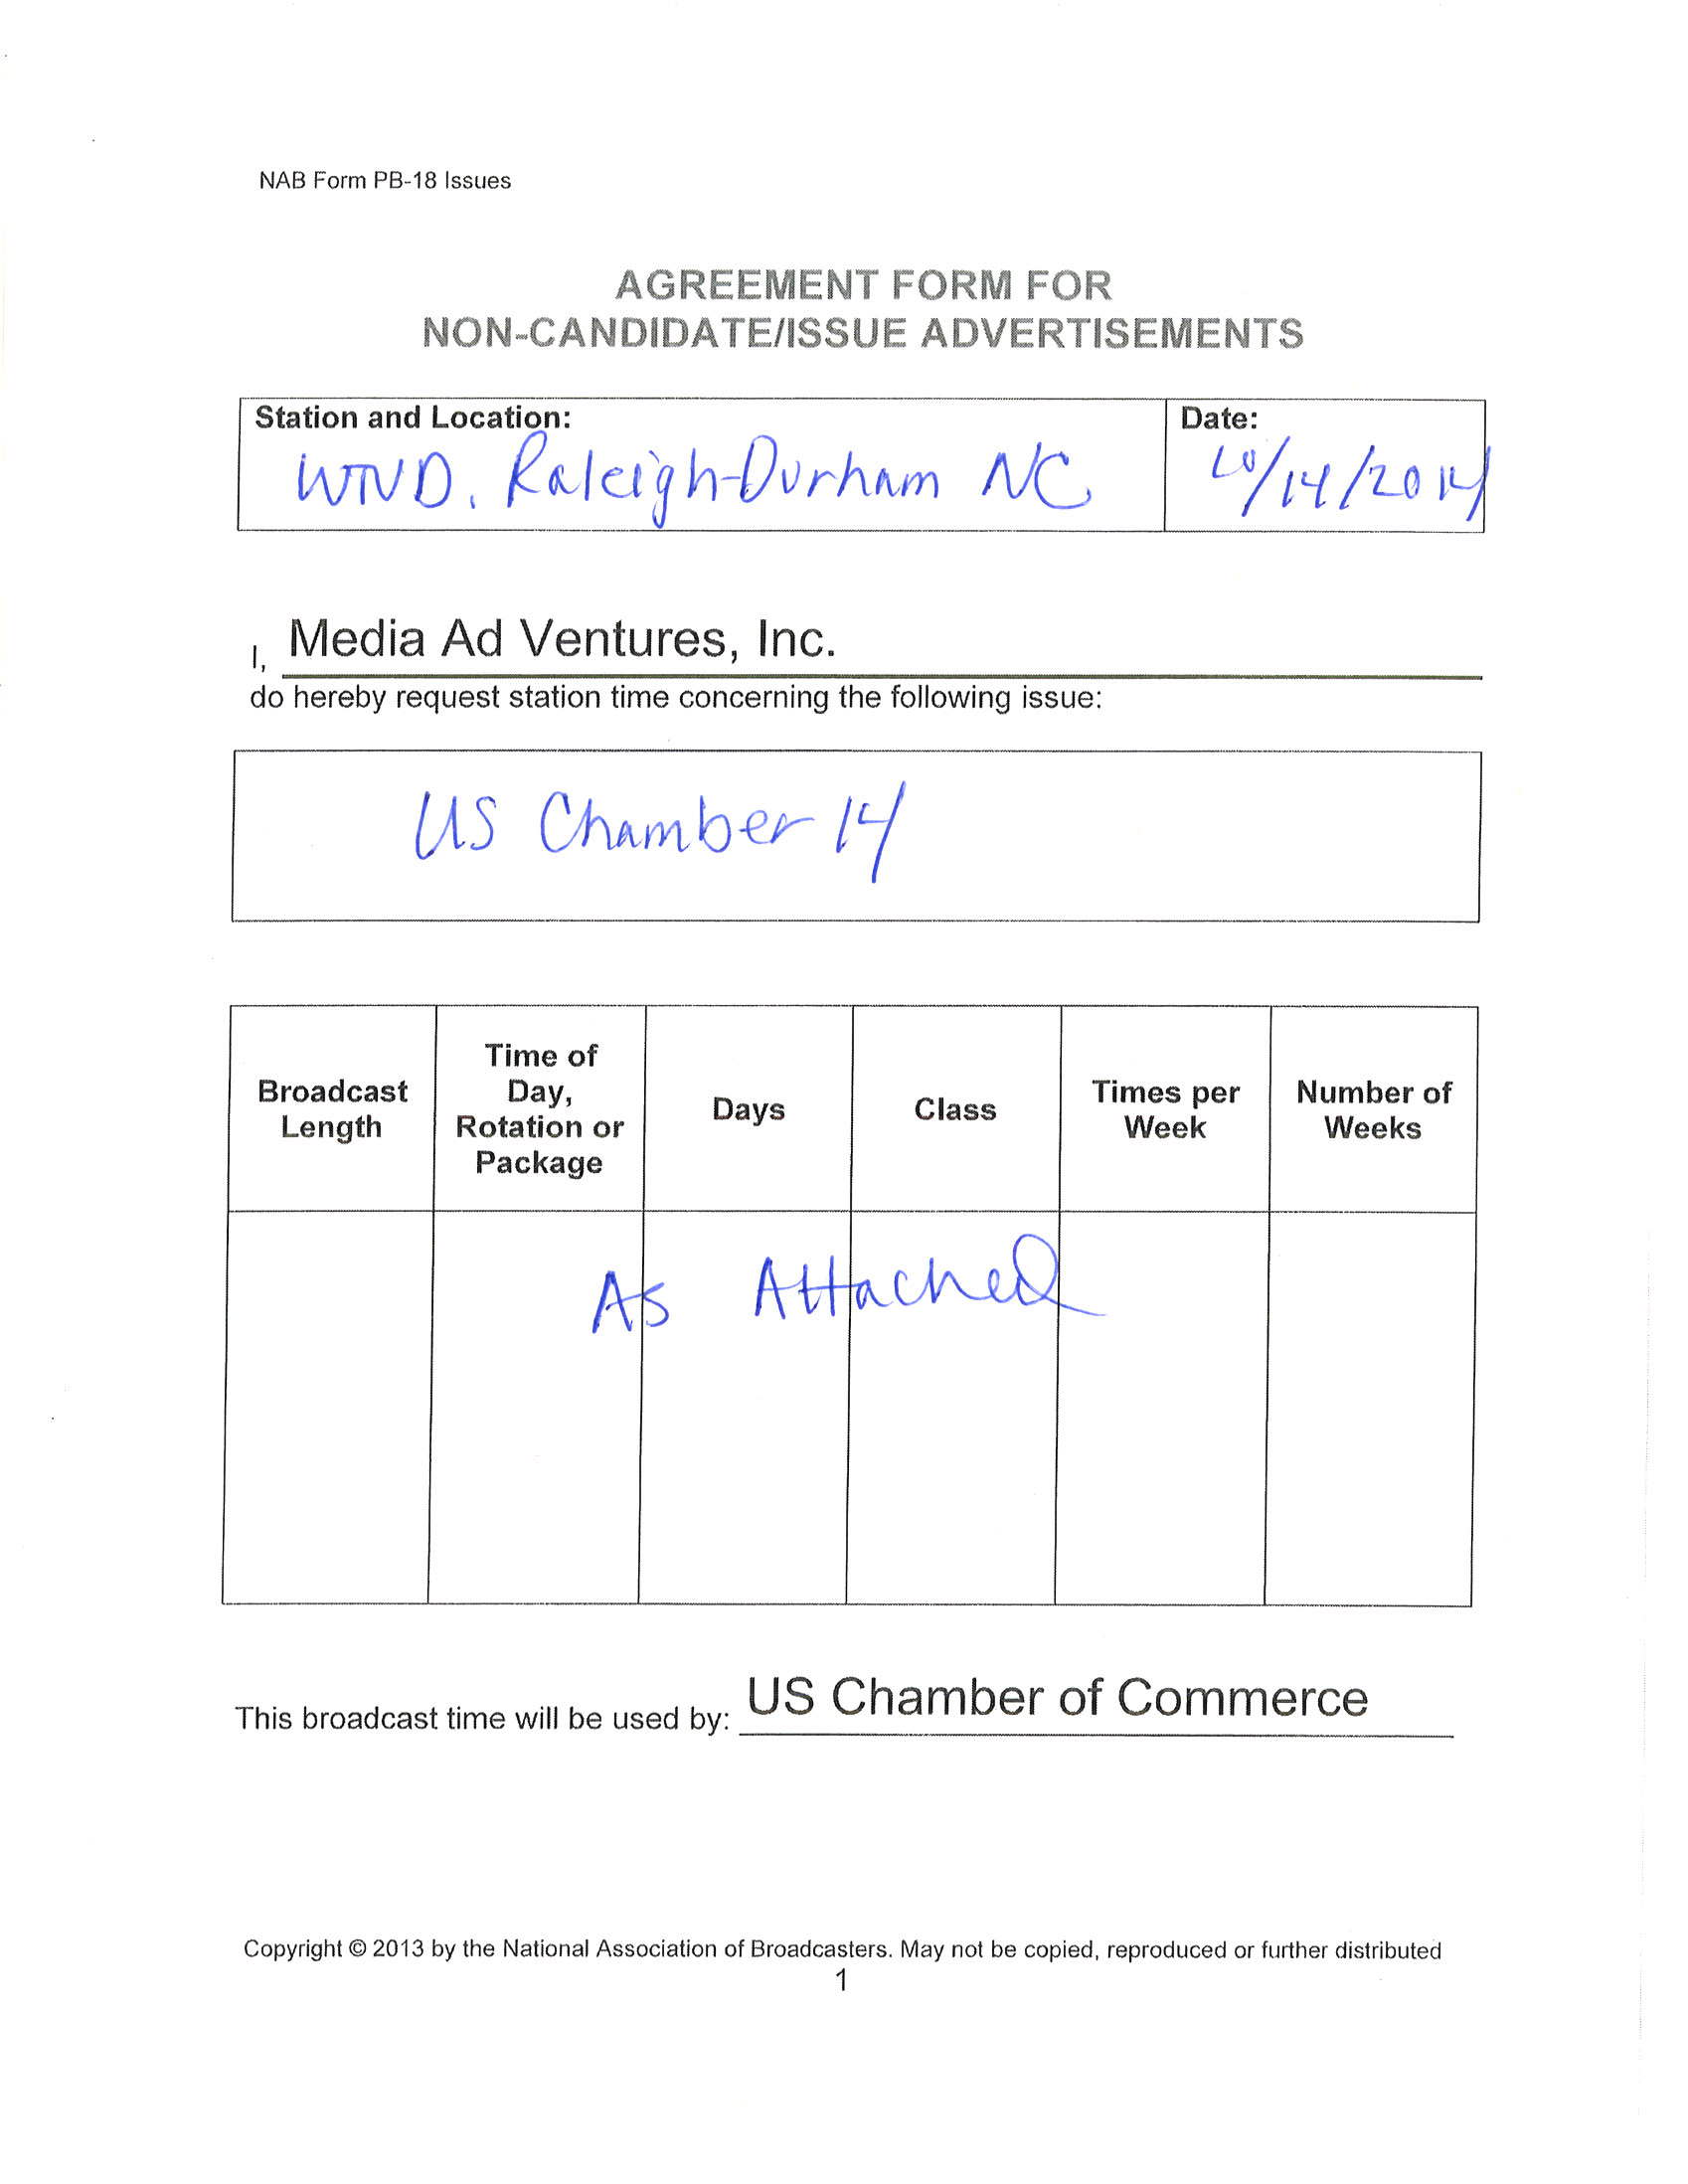 NAB Form PB-18 Issues
AGREEMENT FORM FOR
NON-CANDIDATE/ISSUE ADVERTISEMENTS
Station and Location:
Date:
WTVD, Raleigh-Durham NC
10/14/2014
I, Media Ad Ventures, Inc.
do hereby request station time concerning the following issue:
US Chamber 14
Broadcast Length
Time of Day, Rotation or Package
Days
Class
Times per Week
Number of Weeks
As Attached
This broadcast time will be used by: US Chamber of Commerce
Copyright © 2013 by the National Association of Broadcasters. May not be copied, reproduced or further distributed
1